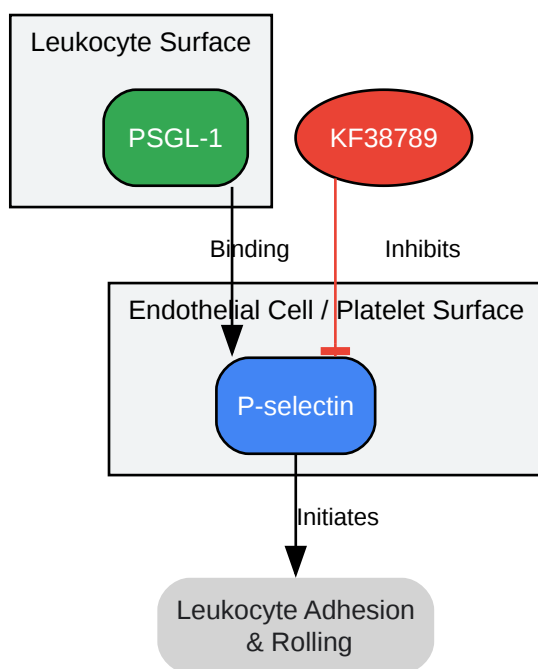 Leukocyte Surface
PSGL-1
KF38789
Binding
Inhibits
Endothelial Cell / Platelet Surface
P-selectin
Initiates
Leukocyte Adhesion
& Rolling